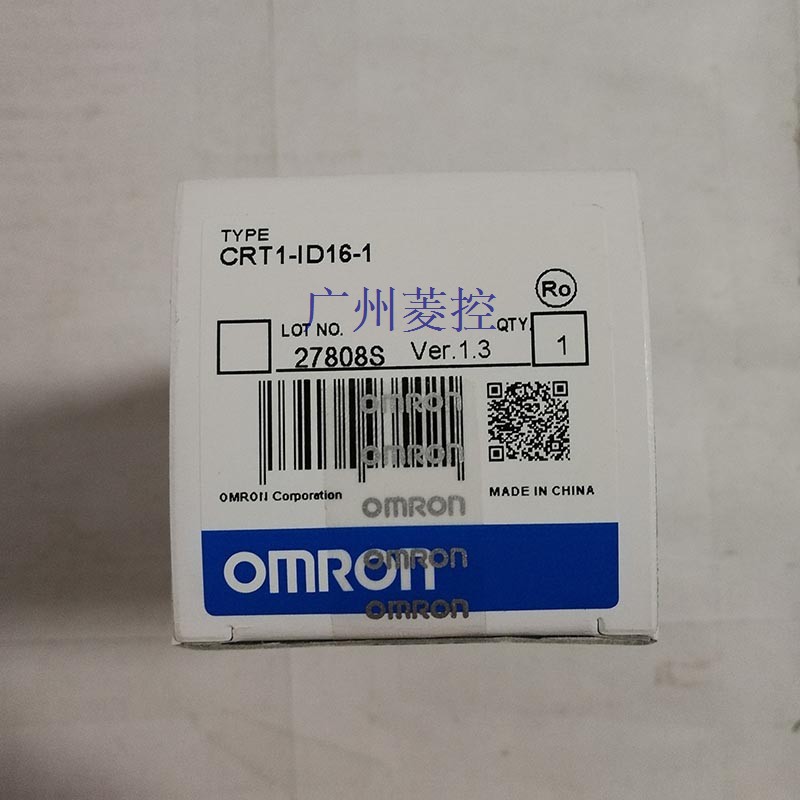 TYPE
CRT1-ID16-1
Ro
广州菱控
LOT NO. QTY.
27808S Ver.1.3 1
OMRON
OMRON
OMRON Corporation
OMRON
MADE IN CHINA
OMRON
OMRON
OMRON